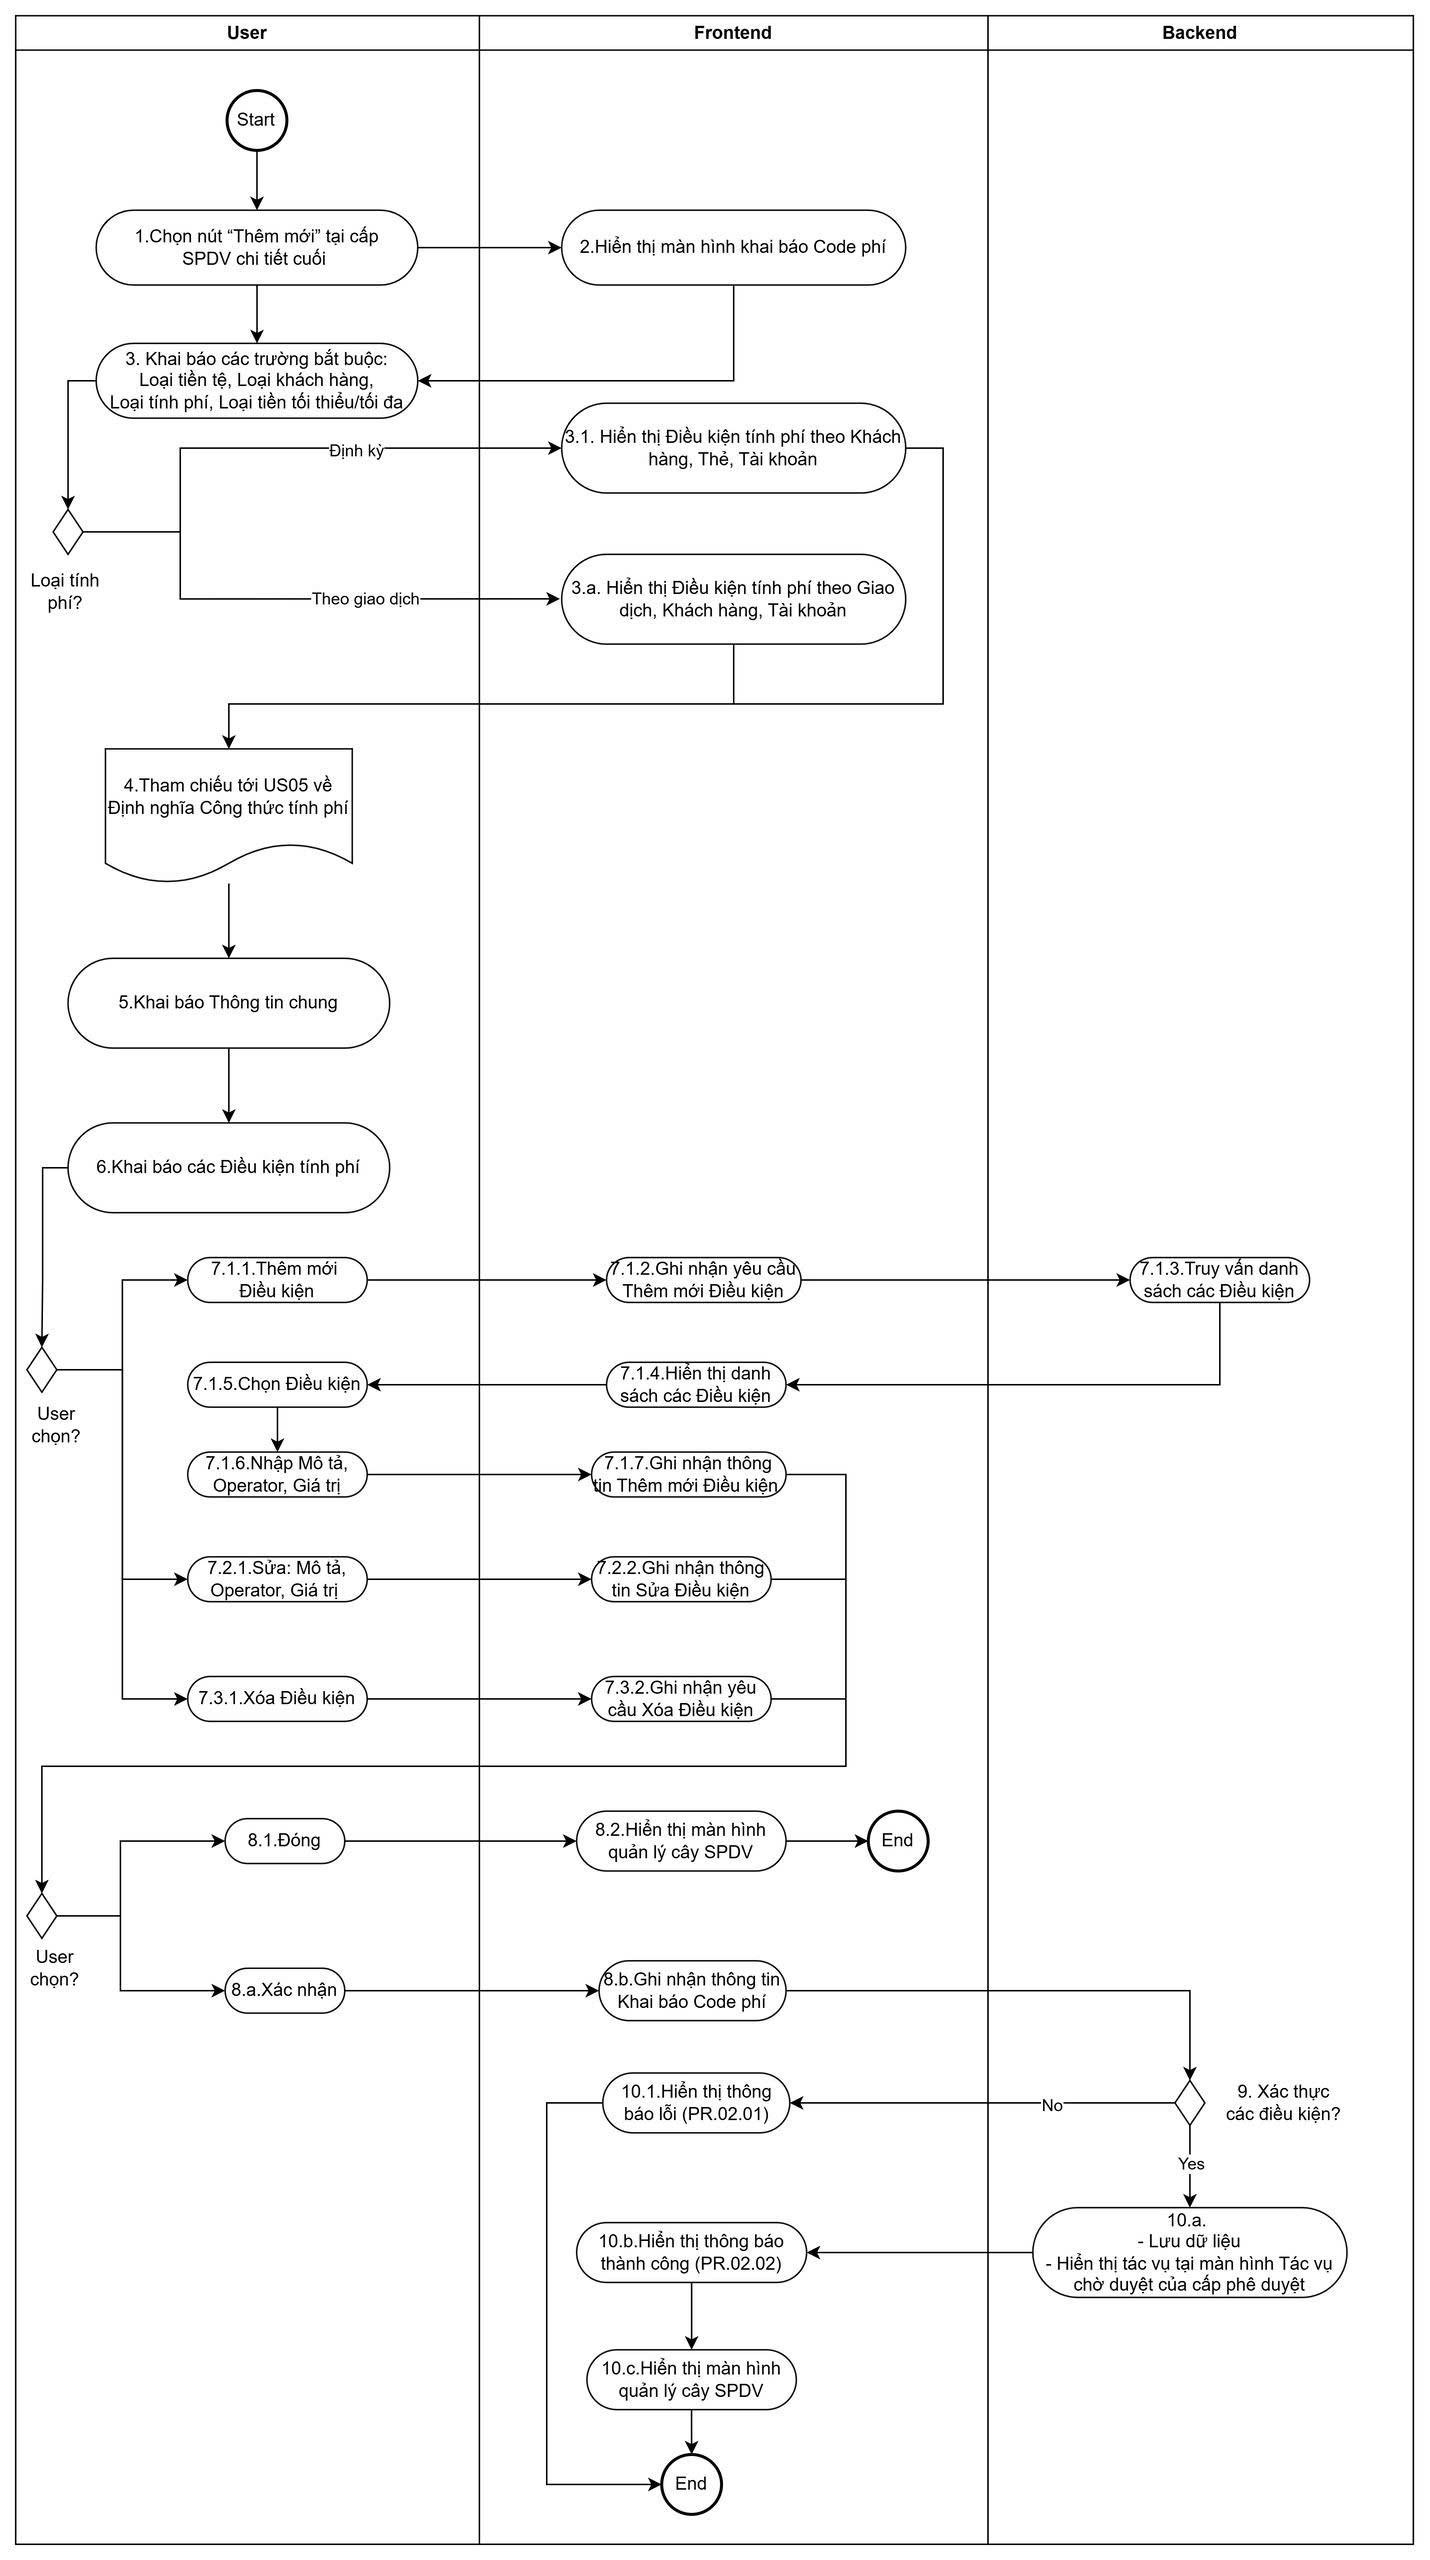 User
Frontend
Backend
Start
1.Chọn nút “Thêm mới” tại cấp
SPDV chi tiết cuối
2.Hiển thị màn hình khai báo Code phí
3. Khai báo các trường bắt buộc:
Loại tiền tệ, Loại khách hàng,
Loại tính phí, Loại tiền tối thiểu/tối đa
Định kỳ
3.1. Hiển thị Điều kiện tính phí theo Khách
hàng, Thẻ, Tài khoản
Loại tính
phí?
Theo giao dịch
3.a. Hiển thị Điều kiện tính phí theo Giao
dịch, Khách hàng, Tài khoản
4.Tham chiếu tới US05 về
Định nghĩa Công thức tính phí
5.Khai báo Thông tin chung
6.Khai báo các Điều kiện tính phí
7.1.1.Thêm mới
Điều kiện
7.1.2.Ghi nhận yêu cầu
Thêm mới Điều kiện
7.1.3.Truy vấn danh
sách các Điều kiện
User
chọn?
7.1.5.Chọn Điều kiện
7.1.4.Hiển thị danh
sách các Điều kiện
7.1.6.Nhập Mô tả,
Operator, Giá trị
7.1.7.Ghi nhận thông
tin Thêm mới Điều kiện
7.2.1.Sửa: Mô tả,
Operator, Giá trị
7.2.2.Ghi nhận thông
tin Sửa Điều kiện
7.3.1.Xóa Điều kiện
7.3.2.Ghi nhận yêu
cầu Xóa Điều kiện
8.1.Đóng
8.2.Hiển thị màn hình
quản lý cây SPDV
End
User
chọn?
8.a.Xác nhận
8.b.Ghi nhận thông tin
Khai báo Code phí
10.1.Hiển thị thông
báo lỗi (PR.02.01)
No
9. Xác thực
các điều kiện?
Yes
10.b.Hiển thị thông báo
thành công (PR.02.02)
10.a.
- Lưu dữ liệu
- Hiển thị tác vụ tại màn hình Tác vụ
chờ duyệt của cấp phê duyệt
10.c.Hiển thị màn hình
quản lý cây SPDV
End